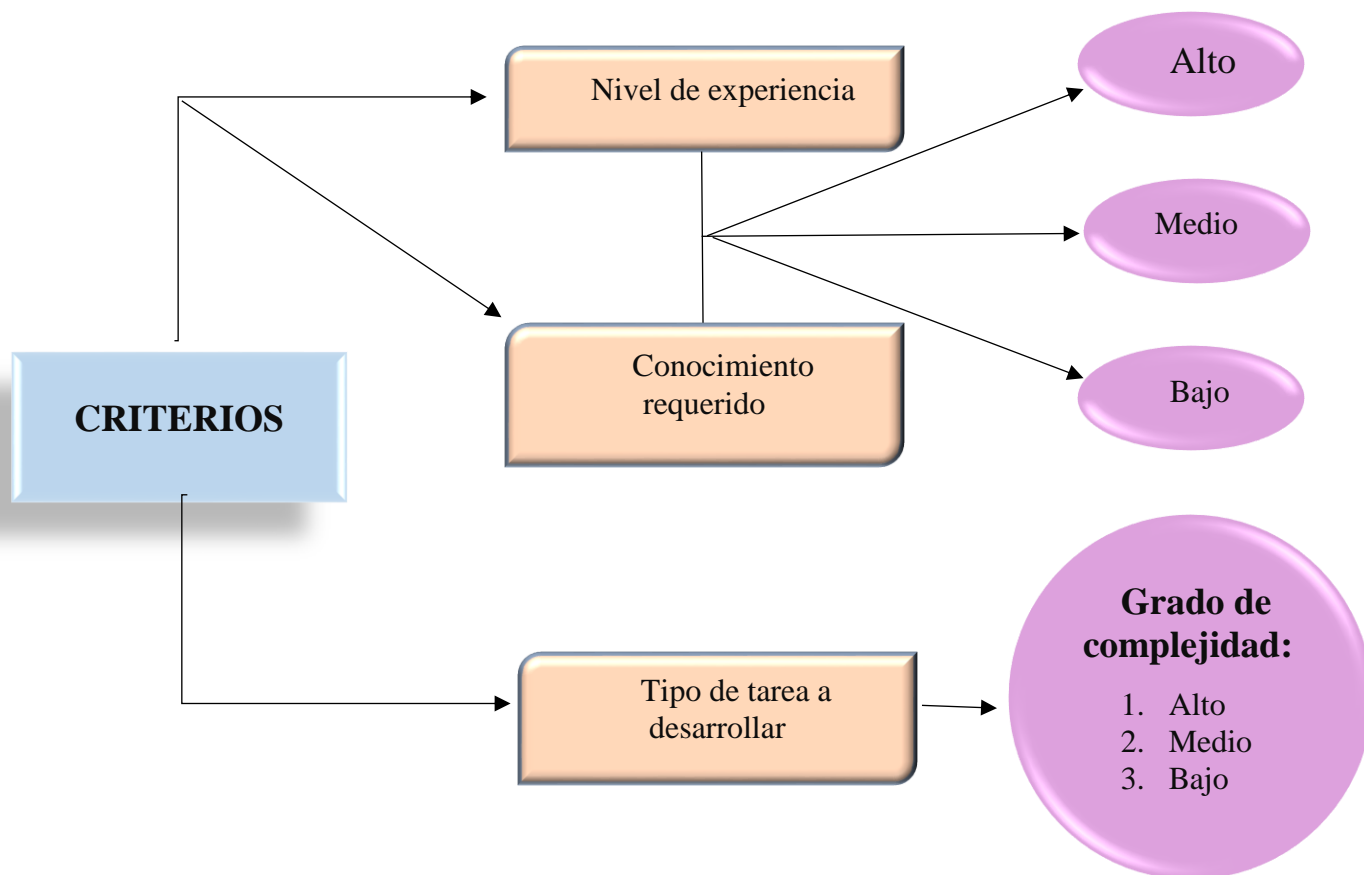 CRITERIOS
Nivel de experiencia
Conocimiento
requerido
Alto
Medio
Bajo
Tipo de tarea a
desarrollar
Grado de
complejidad:
1. Alto
2. Medio
3. Bajo